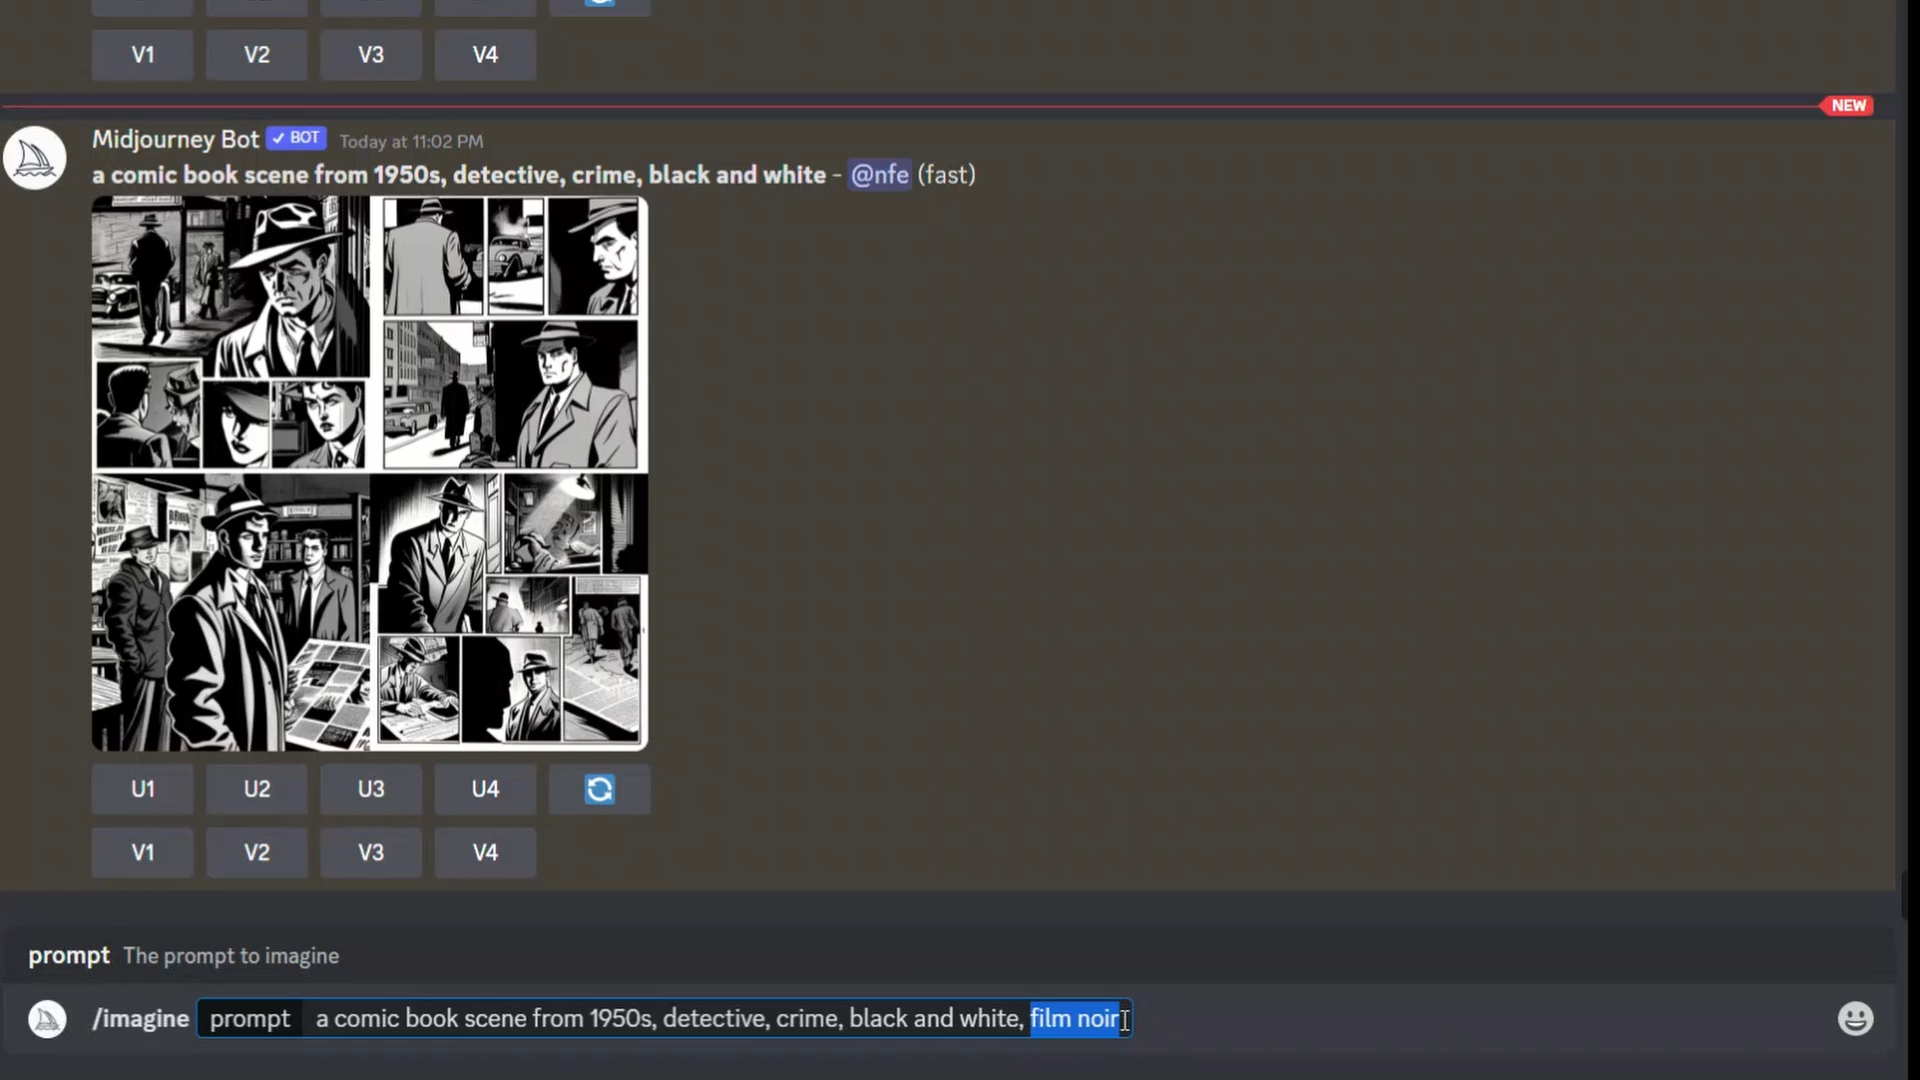 V1 V2 V3 V4
NEW
Midjourney Bot ✓ BOT Today at 11:02 PM
a comic book scene from 1950s, detective, crime, black and white - @nfe (fast)
U1 U2 U3 U4
V1 V2 V3 V4
prompt The prompt to imagine
/imagine prompt a comic book scene from 1950s, detective, crime, black and white, film noir